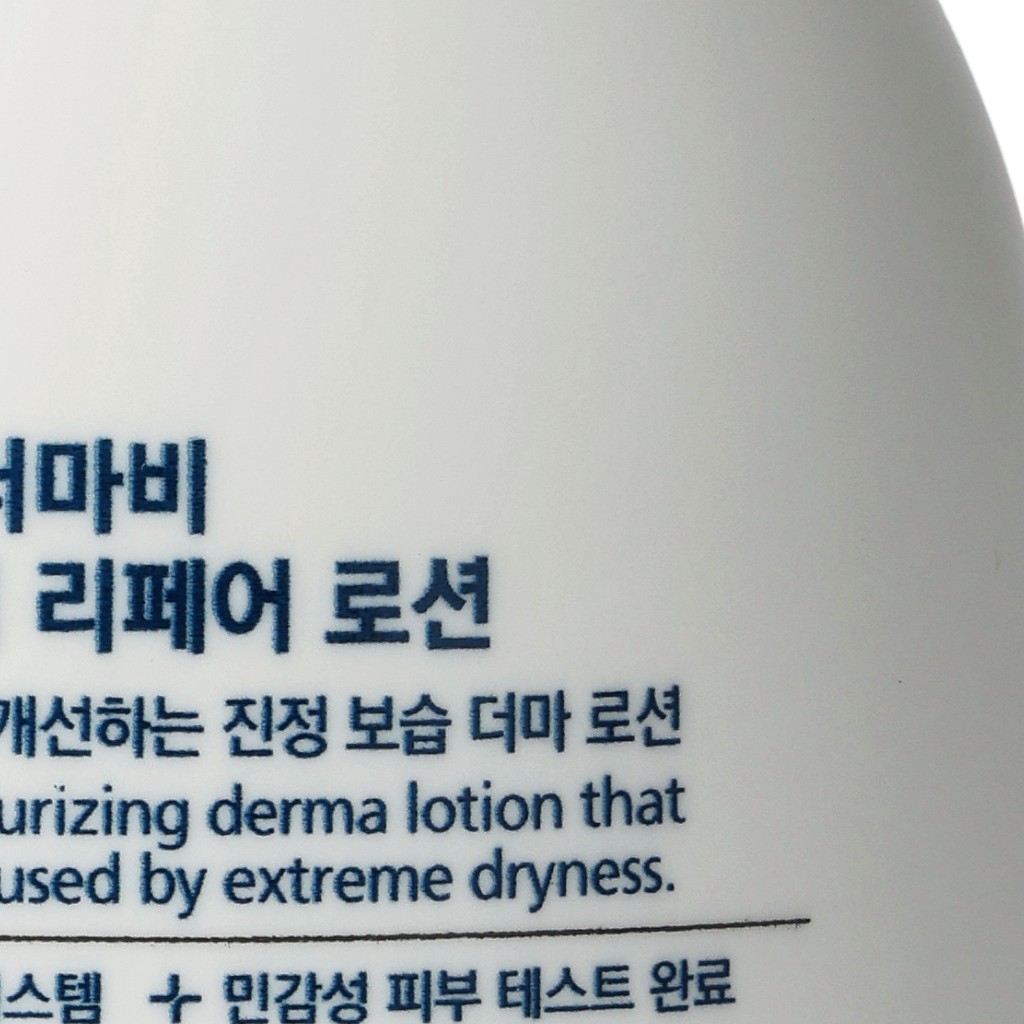 더마비
리페어 로션
개선하는 진정 보습 더마 로션
urizing derma lotion that
used by extreme dryness.
스템 + 민감성 피부 테스트 완료